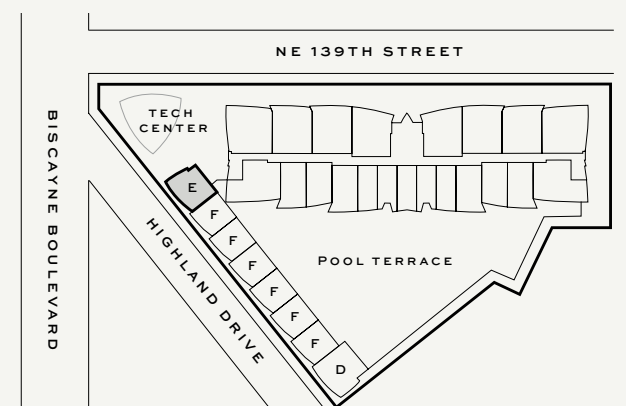 NE 139TH STREET
BISCAYNE BOULEVARD
TECH
CENTER
E
F
F
F
F
F
F
D
HIGHLAND DRIVE
POOL TERRACE